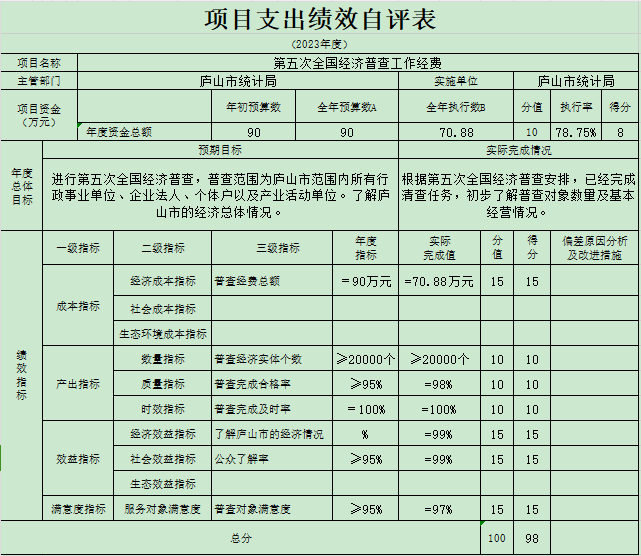 项目支出绩效自评表
（2023年度）
项目名称 第五次全国经济普查工作经费
主管部门 庐山市统计局 实施单位 庐山市统计局
项目资金（万元） 年初预算数 全年预算数A 全年执行数B 分值 执行率 得分
年度资金总额 90 90 70.88 10 78.75% 8
年度总体目标 预期目标 实际完成情况
进行第五次全国经济普查，普查范围为庐山市范围内所有行政事业单位、企业法人、个体户以及产业活动单位。了解庐山市的经济总体情况。 根据第五次全国经济普查安排，已经完成清查任务，初步了解普查对象数量及基本经营情况。
绩效指标 一级指标 二级指标 三级指标 年度指标 实际完成值 分值 得分 偏差原因分析及改进措施
成本指标 经济成本指标 普查经费总额 ＝90万元 =70.88万元 15 15
社会成本指标
生态环境成本指标
产出指标 数量指标 普查经济实体个数 ≥20000个 ≥20000个 10 10
质量指标 普查完成合格率 ≥95% =98% 10 10
时效指标 普查完成及时率 ＝100% =100% 10 10
效益指标 经济效益指标 了解庐山市的经济情况 % =99% 15 15
社会效益指标 公众了解率 ≥95% =99% 15 15
生态效益指标
满意度指标 服务对象满意度 普查对象满意度 ≥95% =97% 15 15
总分 100 98